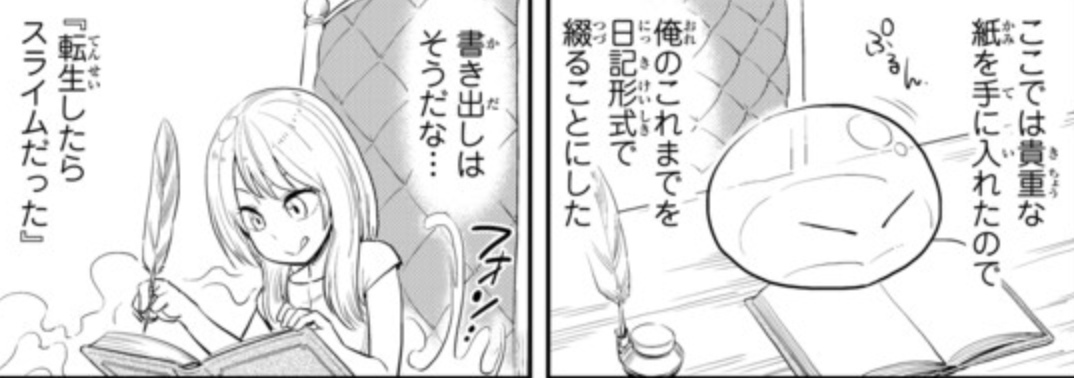 ここでは貴重な
紙を手に入れたので
ぷるん
俺のこれまでを
日記形式で
綴ることにした
書き出しは
そうだな…
フォン…
『転生したら
スライムだった』